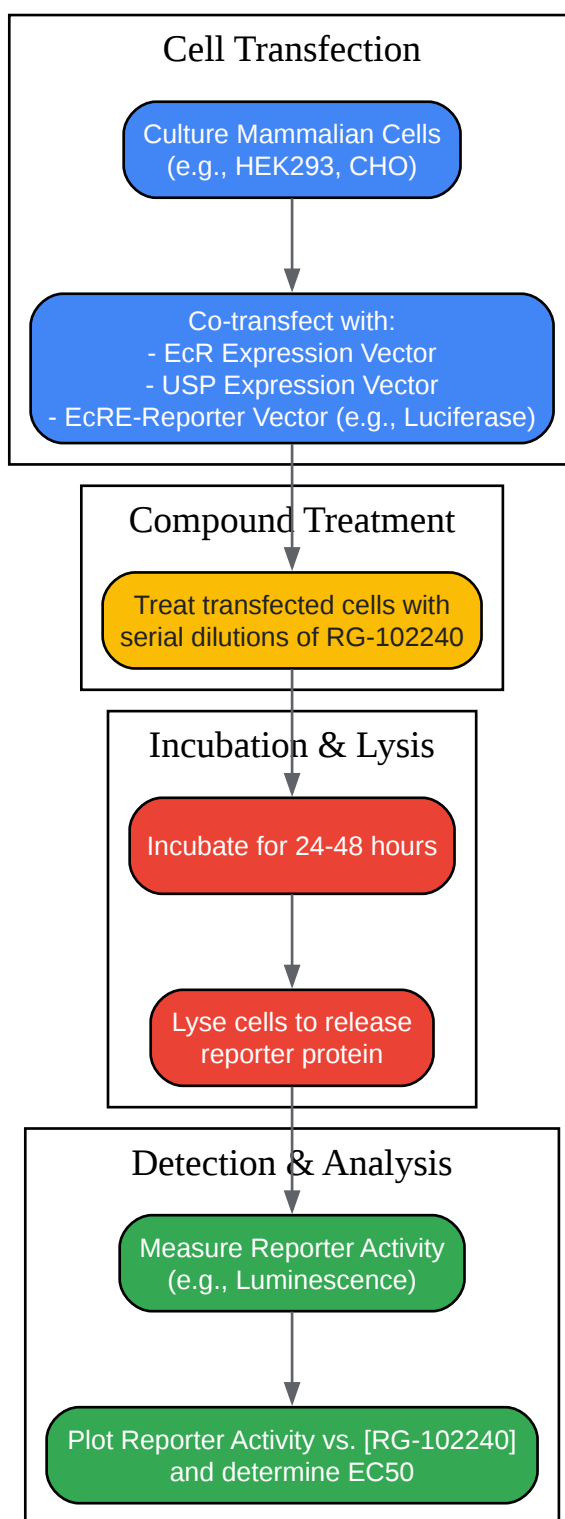 Cell Transfection
Culture Mammalian Cells
(e.g., HEK293, CHO)
Co-transfect with:
- EcR Expression Vector
- USP Expression Vector
- EcRE-Reporter Vector (e.g., Luciferase)
Compound Treatment
Treat transfected cells with
serial dilutions of RG-102240
Incubation & Lysis
Incubate for 24-48 hours
Lyse cells to release
reporter protein
Detection & Analysis
Measure Reporter Activity
(e.g., Luminescence)
Plot Reporter Activity vs. [RG-102240]
and determine EC50